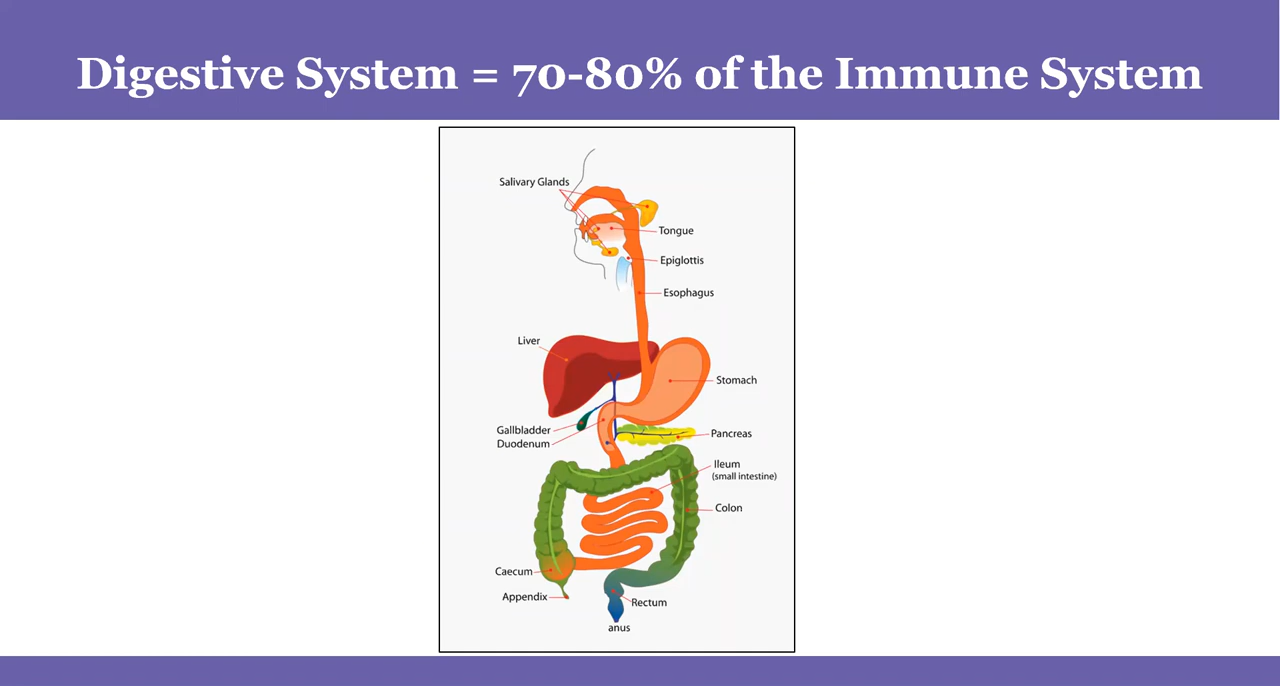 Digestive System = 70-80% of the Immune System
Salivary Glands
Tongue
Epiglottis
Esophagus
Liver
Stomach
Gallbladder
Duodenum
Pancreas
Ileum
(small intestine)
Colon
Caecum
Appendix
Rectum
anus